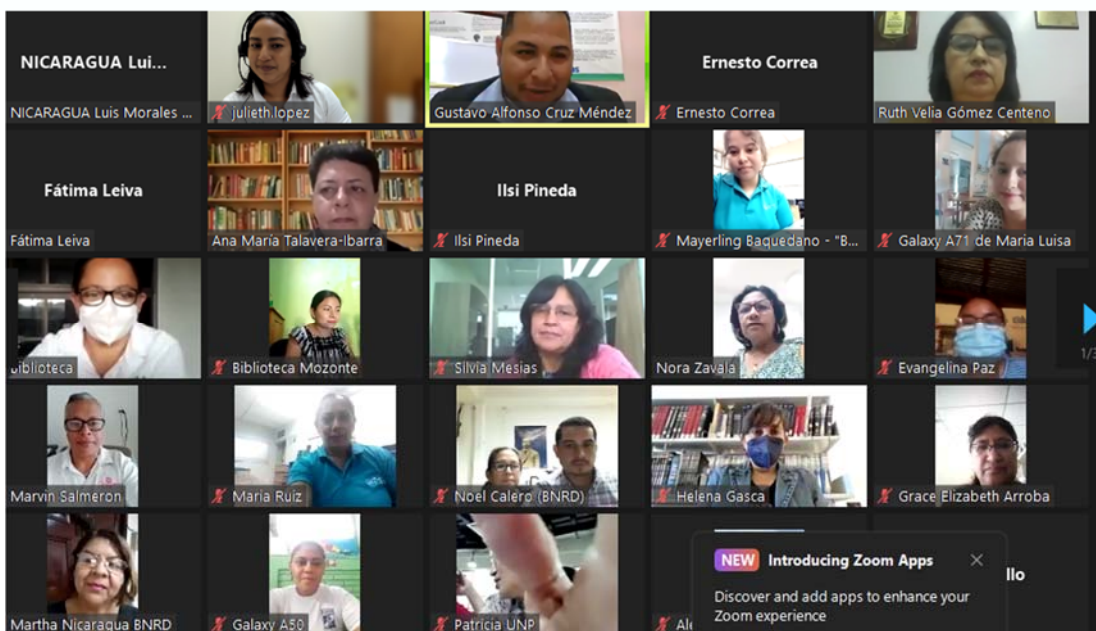 NICARAGUA Lui...
NICARAGUA Luis Morales ...
julieth.lopez
Gustavo Alfonso Cruz Méndez
Ernesto Correa
Ernesto Correa
Ruth Velia Gómez Centeno
Fátima Leiva
Fátima Leiva
Ana María Talavera-Ibarra
Ilsi Pineda
Ilsi Pineda
Mayerling Baquedano - "B...
Galaxy A71 de Maria Luisa
Biblioteca
Biblioteca Mozonte
Silvia Mesias
Nora Zavala
Evangelina Paz
1/3
Marvin Salmeron
Maria Ruiz
Noel Calero (BNRD)
Helena Gasca
Grace Elizabeth Arroba
Martha Nicaragua BNRD
Galaxy A50
Patricia UNP
Ale
llo
NEW Introducing Zoom Apps
Discover and add apps to enhance your
Zoom experience